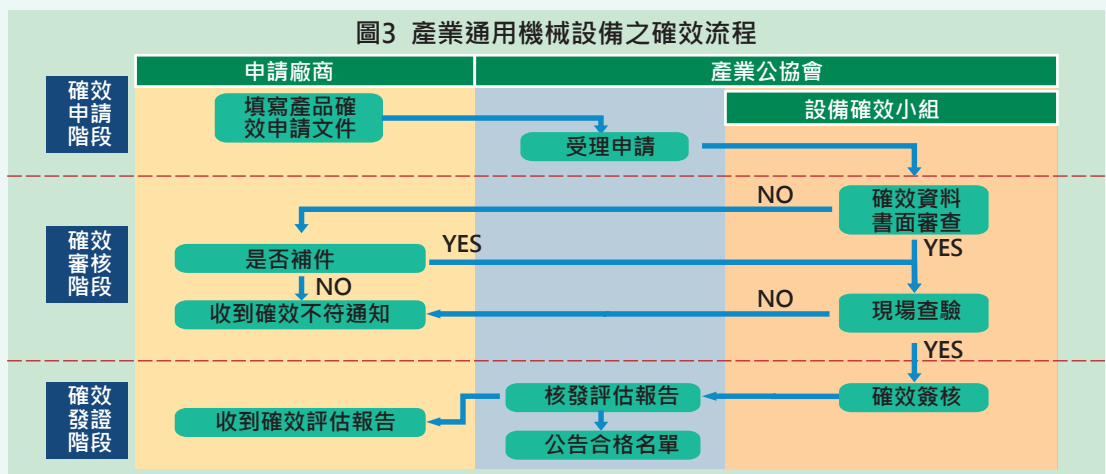 圖3 產業通用機械設備之確效流程
申請廠商
產業公協會
設備確效小組
確效
申請
階段
填寫產品確
效申請文件
受理申請
確效
審核
階段
確效資料
書面審查
NO
YES
是否補件
YES
NO
收到確效不符通知
現場查驗
NO
YES
確效
發證
階段
確效簽核
核發評估報告
收到確效評估報告
公告合格名單